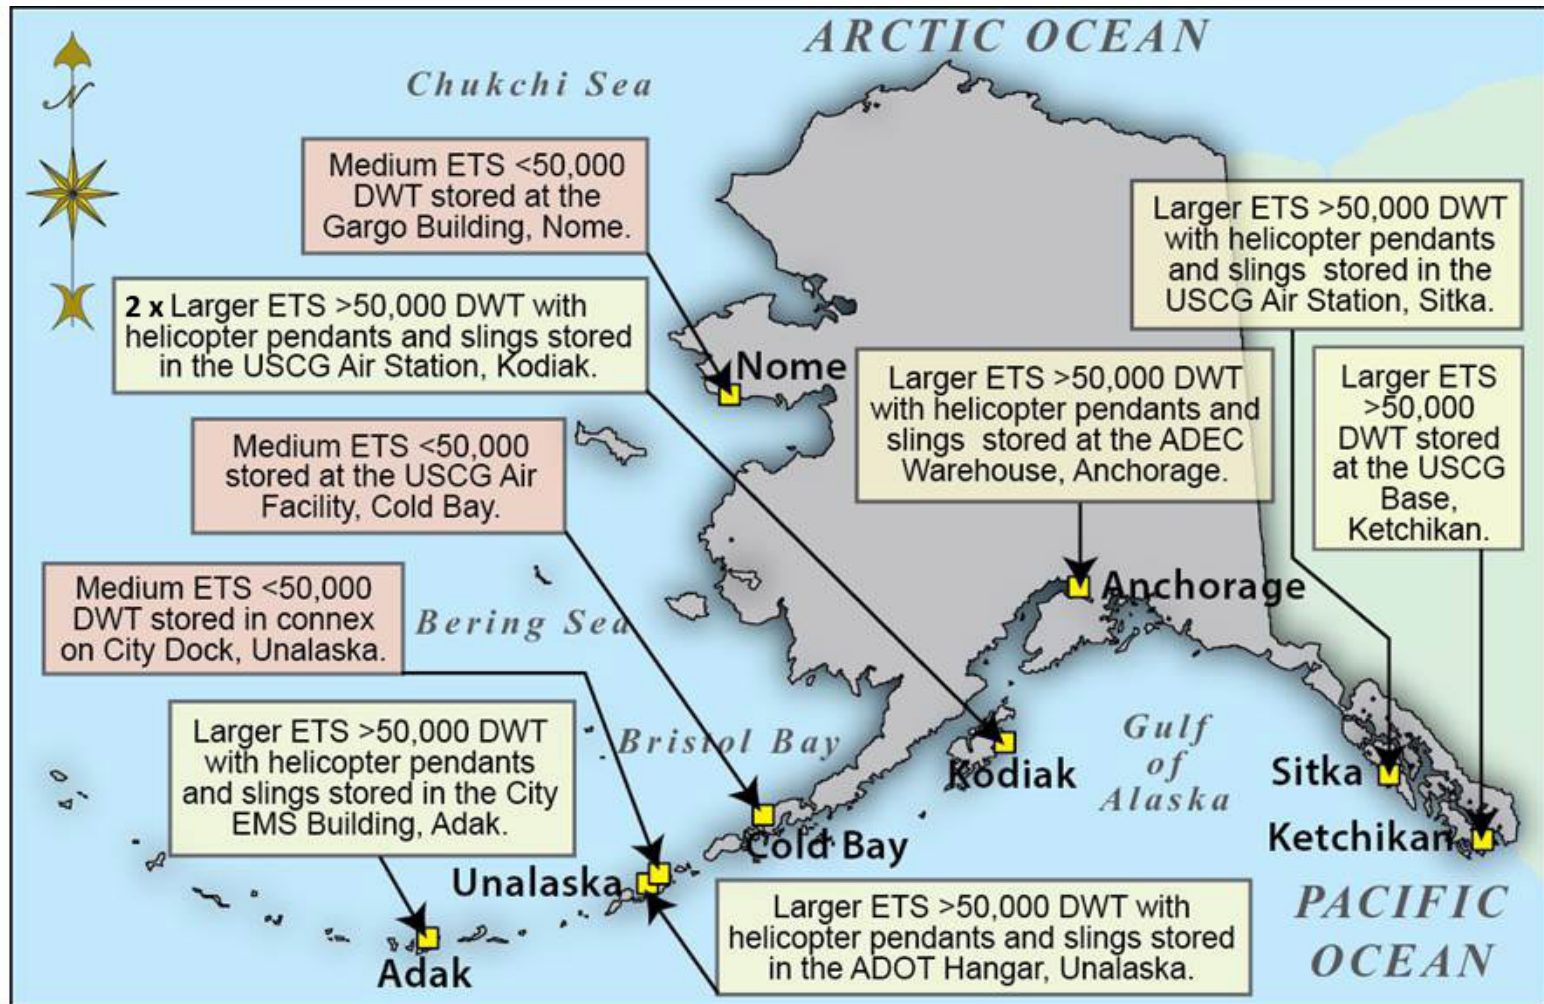 ARCTIC OCEAN
Chukchi Sea
N
Medium ETS <50,000
DWT stored at the
Gargo Building, Nome.
Larger ETS >50,000 DWT
with helicopter pendants
and slings stored in the
USCG Air Station, Sitka.
2 x Larger ETS >50,000 DWT with
helicopter pendants and slings stored
in the USCG Air Station, Kodiak.
Nome
Larger ETS >50,000 DWT
with helicopter pendants and
slings stored at the ADEC
Warehouse, Anchorage.
Larger ETS
>50,000
DWT stored
at the USCG
Base,
Ketchikan.
Medium ETS <50,000
stored at the USCG Air
Facility, Cold Bay.
Medium ETS <50,000
DWT stored in connex
on City Dock, Unalaska.
Bering Sea
Anchorage
Larger ETS >50,000 DWT
with helicopter pendants
and slings stored in the City
EMS Building, Adak.
Bristol Bay
Kodiak
Gulf
of
Alaska
Sitka
Ketchikan
Cold Bay
Unalaska
Adak
Larger ETS >50,000 DWT with
helicopter pendants and slings stored
in the ADOT Hangar, Unalaska.
PACIFIC
OCEAN